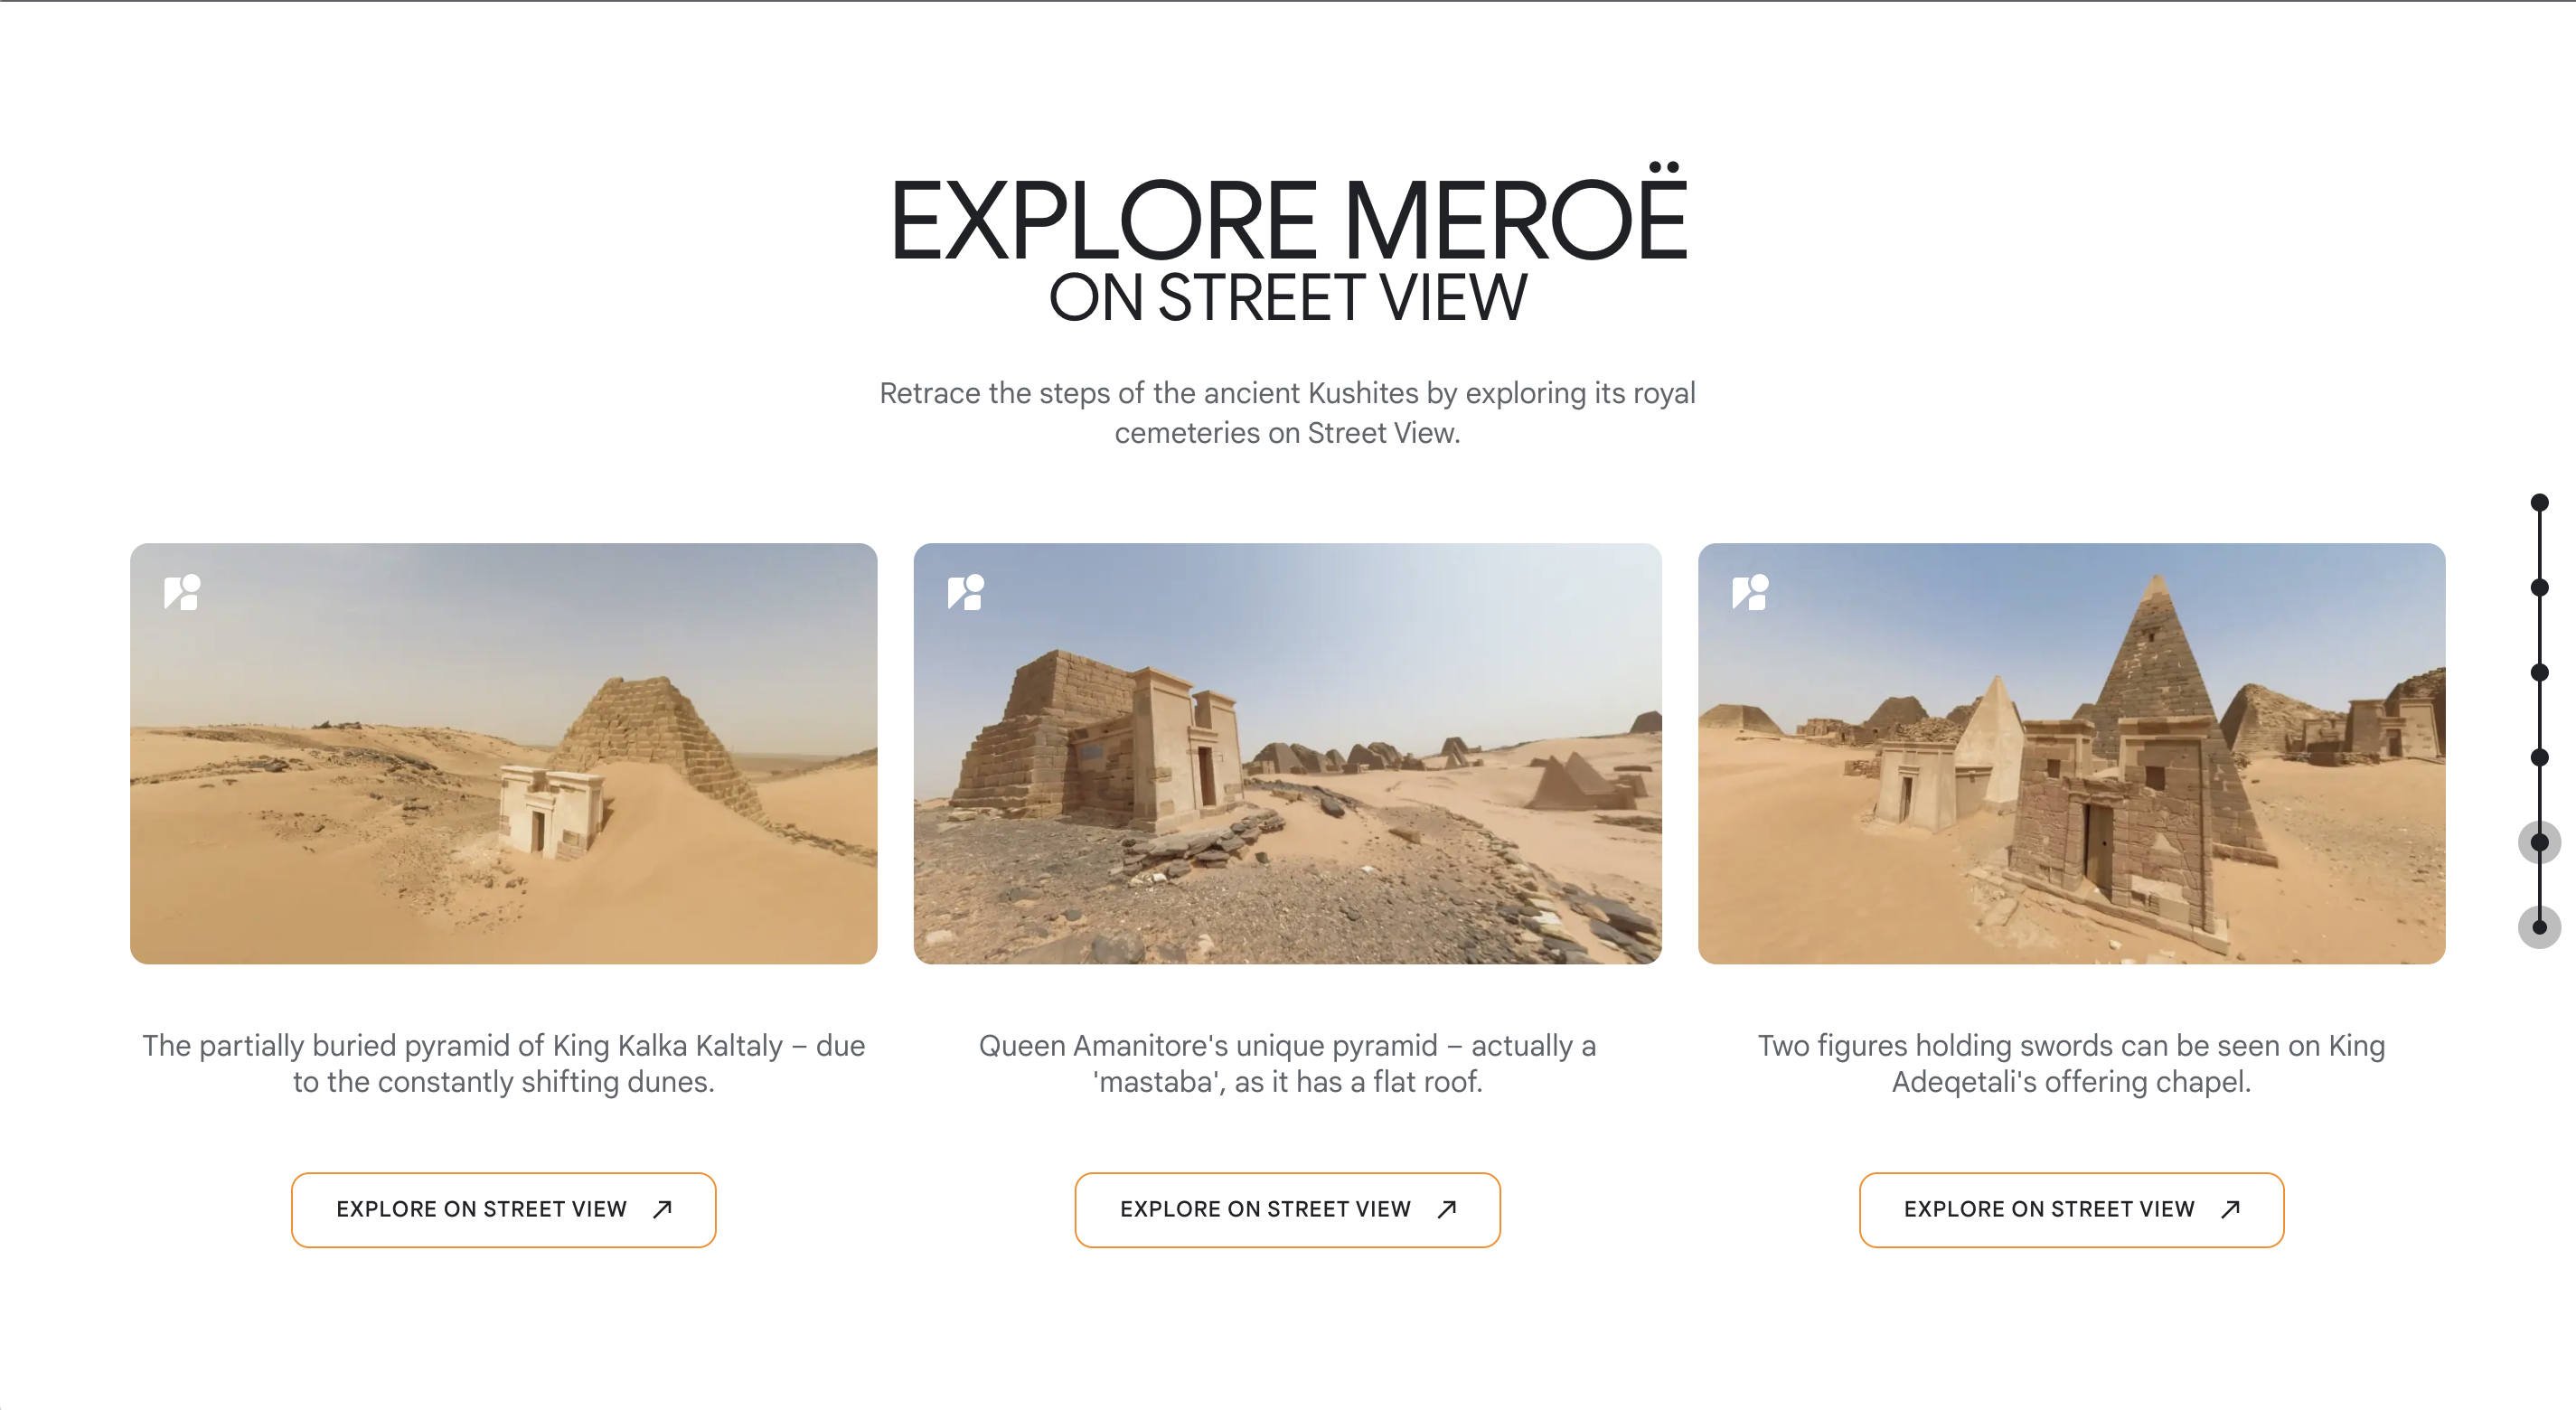 EXPLORE MEROË
ON STREET VIEW
Retrace the steps of the ancient Kushites by exploring its royal
cemeteries on Street View.
The partially buried pyramid of King Kalka Kaltaly – due
to the constantly shifting dunes.
EXPLORE ON STREET VIEW
Queen Amanitore's unique pyramid – actually a
'mastaba', as it has a flat roof.
EXPLORE ON STREET VIEW
Two figures holding swords can be seen on King
Adeqetali's offering chapel.
EXPLORE ON STREET VIEW